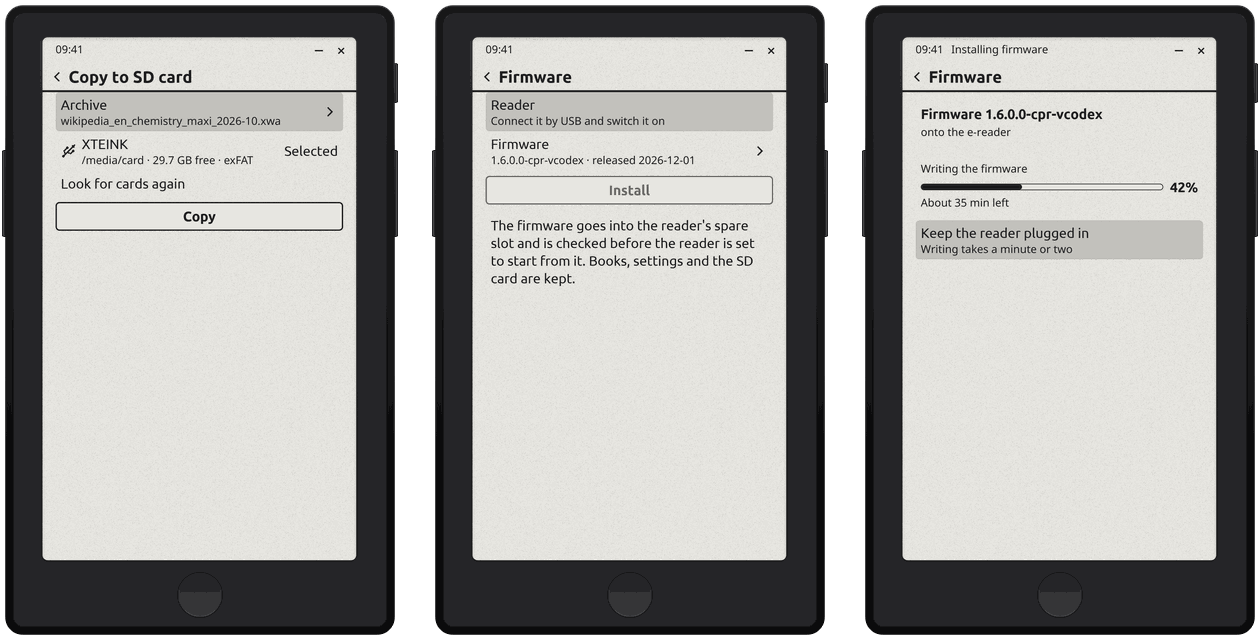 09:41
Copy to SD card
Archive
wikipedia_en_chemistry_maxi_2026-10.xwa
XTEINK
/media/card · 29.7 GB free · exFAT
Selected
Look for cards again
Copy
09:41
Firmware
Reader
Connect it by USB and switch it on
Firmware
1.6.0.0-cpr-vcodex · released 2026-12-01
Install
The firmware goes into the reader's spare
slot and is checked before the reader is set
to start from it. Books, settings and the SD
card are kept.
09:41 Installing firmware
Firmware
Firmware 1.6.0.0-cpr-vcodex
onto the e-reader
Writing the firmware
42%
About 35 min left
Keep the reader plugged in
Writing takes a minute or two